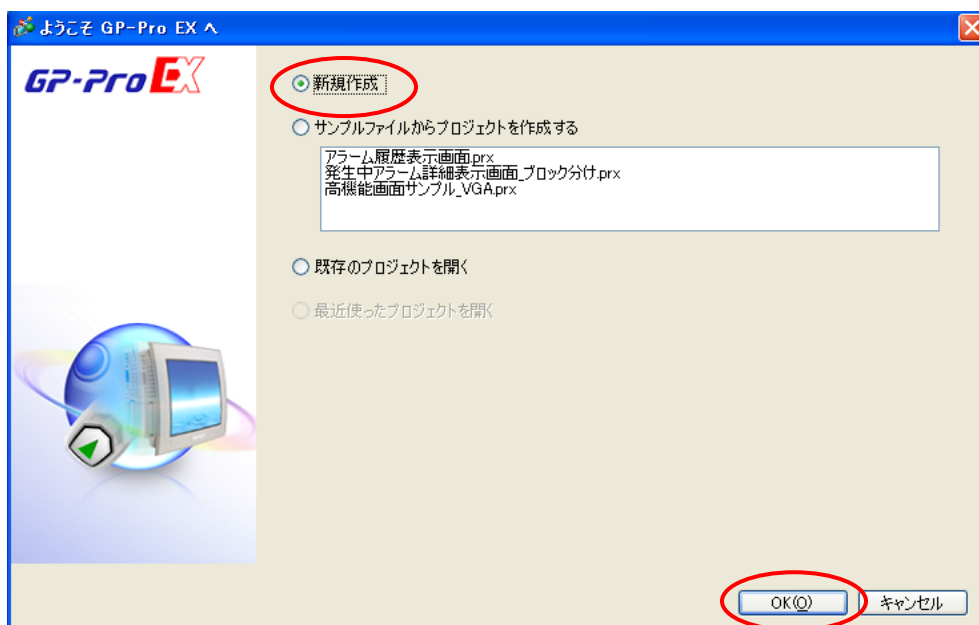 ようこそ GP-Pro EX へ
GP-Pro EX
新規作成
サンプルファイルからプロジェクトを作成する
アラーム履歴表示画面.prx
発生中アラーム詳細表示画面_ブロック分け.prx
高機能画面サンプル_VGA.prx
既存のプロジェクトを開く
最近使ったプロジェクトを開く
OK(O) キャンセル